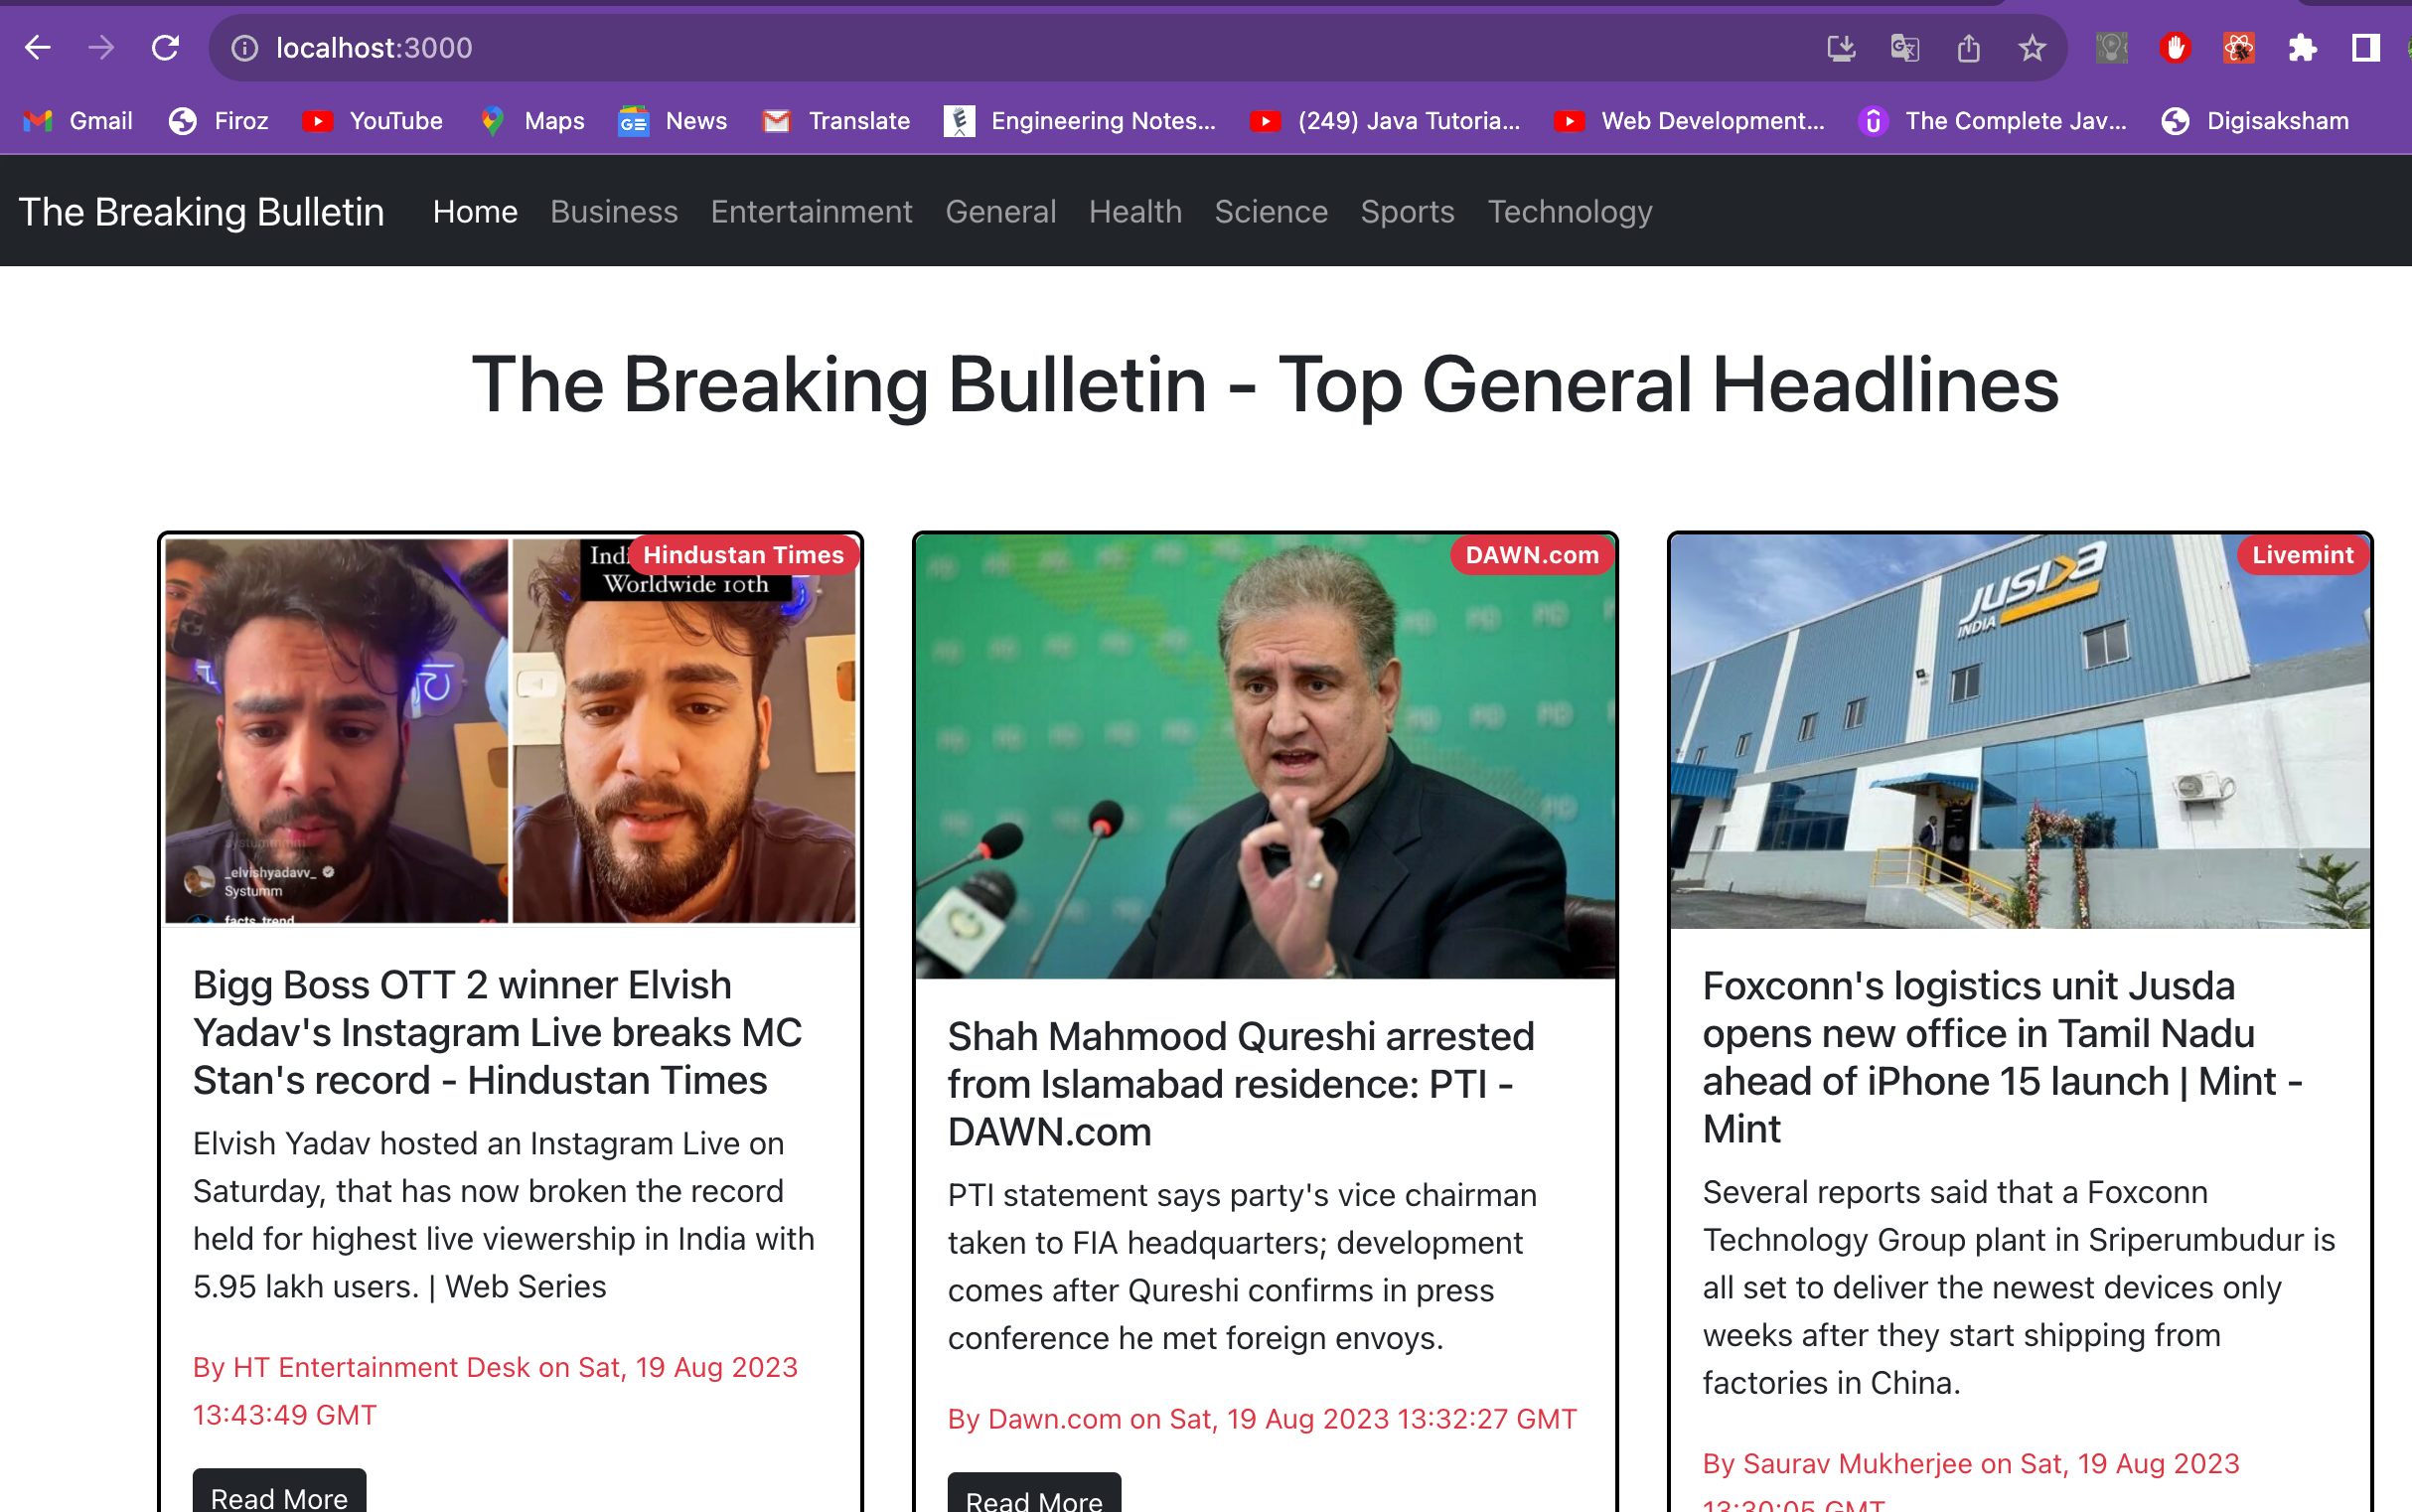 localhost:3000
Gmail Firoz YouTube Maps News Translate Engineering Notes... (249) Java Tutoria... Web Development... The Complete Jav... Digisaksham
The Breaking Bulletin Home Business Entertainment General Health Science Sports Technology
The Breaking Bulletin - Top General Headlines
Hindustan Times
Worldwide 10th
systummmm
_elvishyadavv_
Systumm
facts_trend
Bigg Boss OTT 2 winner Elvish
Yadav's Instagram Live breaks MC
Stan's record - Hindustan Times
Elvish Yadav hosted an Instagram Live on
Saturday, that has now broken the record
held for highest live viewership in India with
5.95 lakh users. | Web Series
By HT Entertainment Desk on Sat, 19 Aug 2023
13:43:49 GMT
Read More
DAWN.com
Shah Mahmood Qureshi arrested
from Islamabad residence: PTI -
DAWN.com
PTI statement says party's vice chairman
taken to FIA headquarters; development
comes after Qureshi confirms in press
conference he met foreign envoys.
By Dawn.com on Sat, 19 Aug 2023 13:32:27 GMT
Read More
Livemint
JUSDA
INDIA
Foxconn's logistics unit Jusda
opens new office in Tamil Nadu
ahead of iPhone 15 launch | Mint -
Mint
Several reports said that a Foxconn
Technology Group plant in Sriperumbudur is
all set to deliver the newest devices only
weeks after they start shipping from
factories in China.
By Saurav Mukherjee on Sat, 19 Aug 2023
13:30:05 GMT